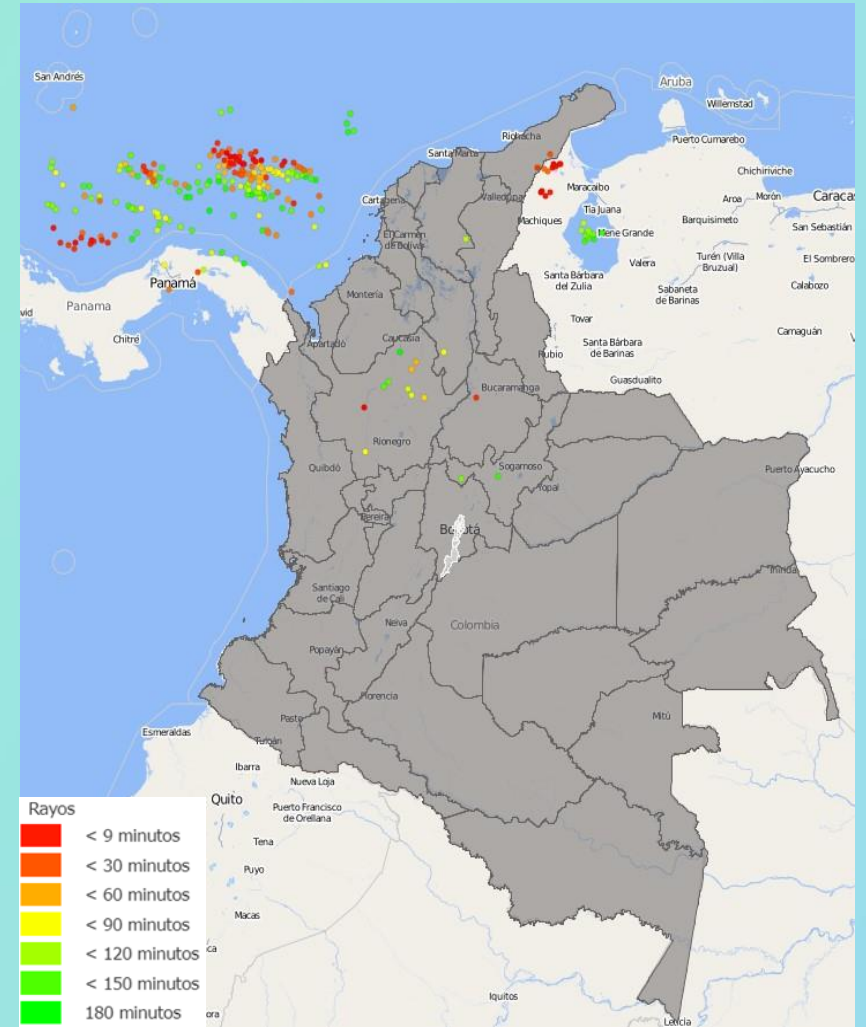 San Andrés
Aruba
Willemstad
Puerto Cumarebo
Riohacha
Santa Marta
Chichiriviche
Maracaibo
Cartagena
Valledupar
Aroa
Morón
Caracas
Tía Juana
Machiques
Barquisimeto
San Sebastián
El Carmen
de Bolívar
Mene Grande
Turén (Villa
Bruzual)
El Sombrero
Valera
Panamá
Santa Bárbara
del Zulia
Sabaneta
de Barinas
Calabozo
Montería
vid
Panama
Tovar
Camaguán
Chitré
Apartadó
Caucasia
Santa Bárbara
de Barinas
Rubio
Guasdualito
Bucaramanga
Rionegro
Quibdó
Sogamoso
Puerto Ayacucho
Yopal
Pereira
Bogotá
Inírida
Santiago
de Cali
Neiva
Colombia
Popayán
Florencia
Mitú
Pasto
Esmeraldas
Tulcán
Ibarra
Nueva Loja
Quito
Puerto Francisco
de Orellana
Tena
Puyo
Macas
Iquitos
Leticia
Rayos
< 9 minutos
< 30 minutos
< 60 minutos
< 90 minutos
< 120 minutos
< 150 minutos
180 minutos